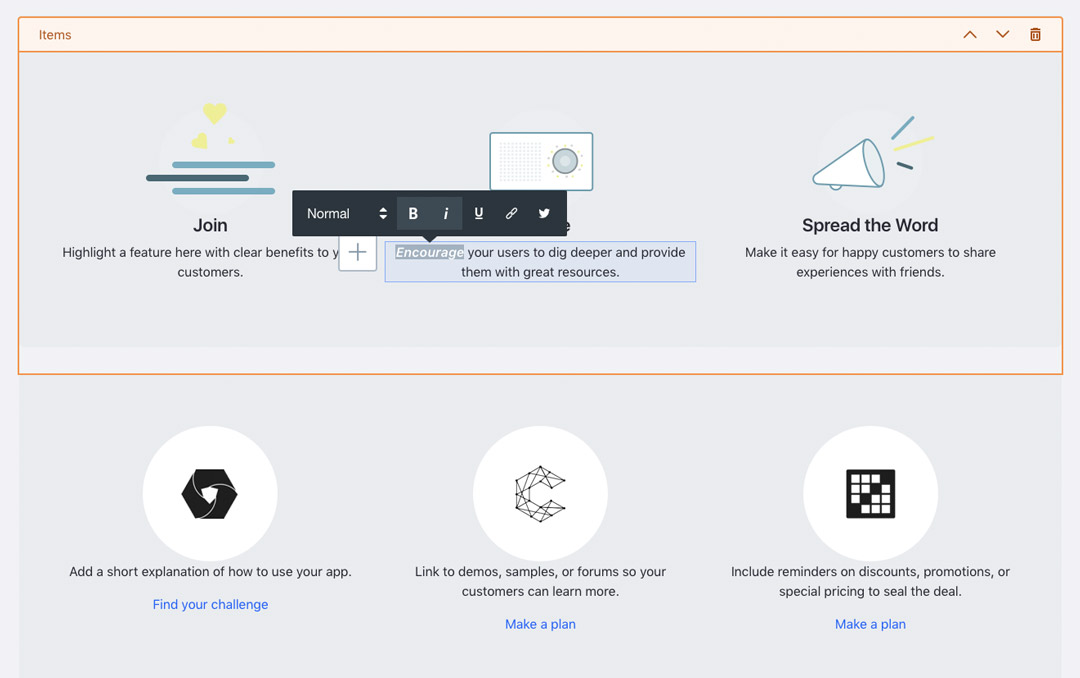 Items
Normal
B
i
U
Join
Highlight a feature here with clear benefits to
customers.
Encourage your users to dig deeper and provide
them with great resources.
Spread the Word
Make it easy for happy customers to share
experiences with friends.
Add a short explanation of how to use your app.
Find your challenge
Link to demos, samples, or forums so your
customers can learn more.
Make a plan
Include reminders on discounts, promotions, or
special pricing to seal the deal.
Make a plan